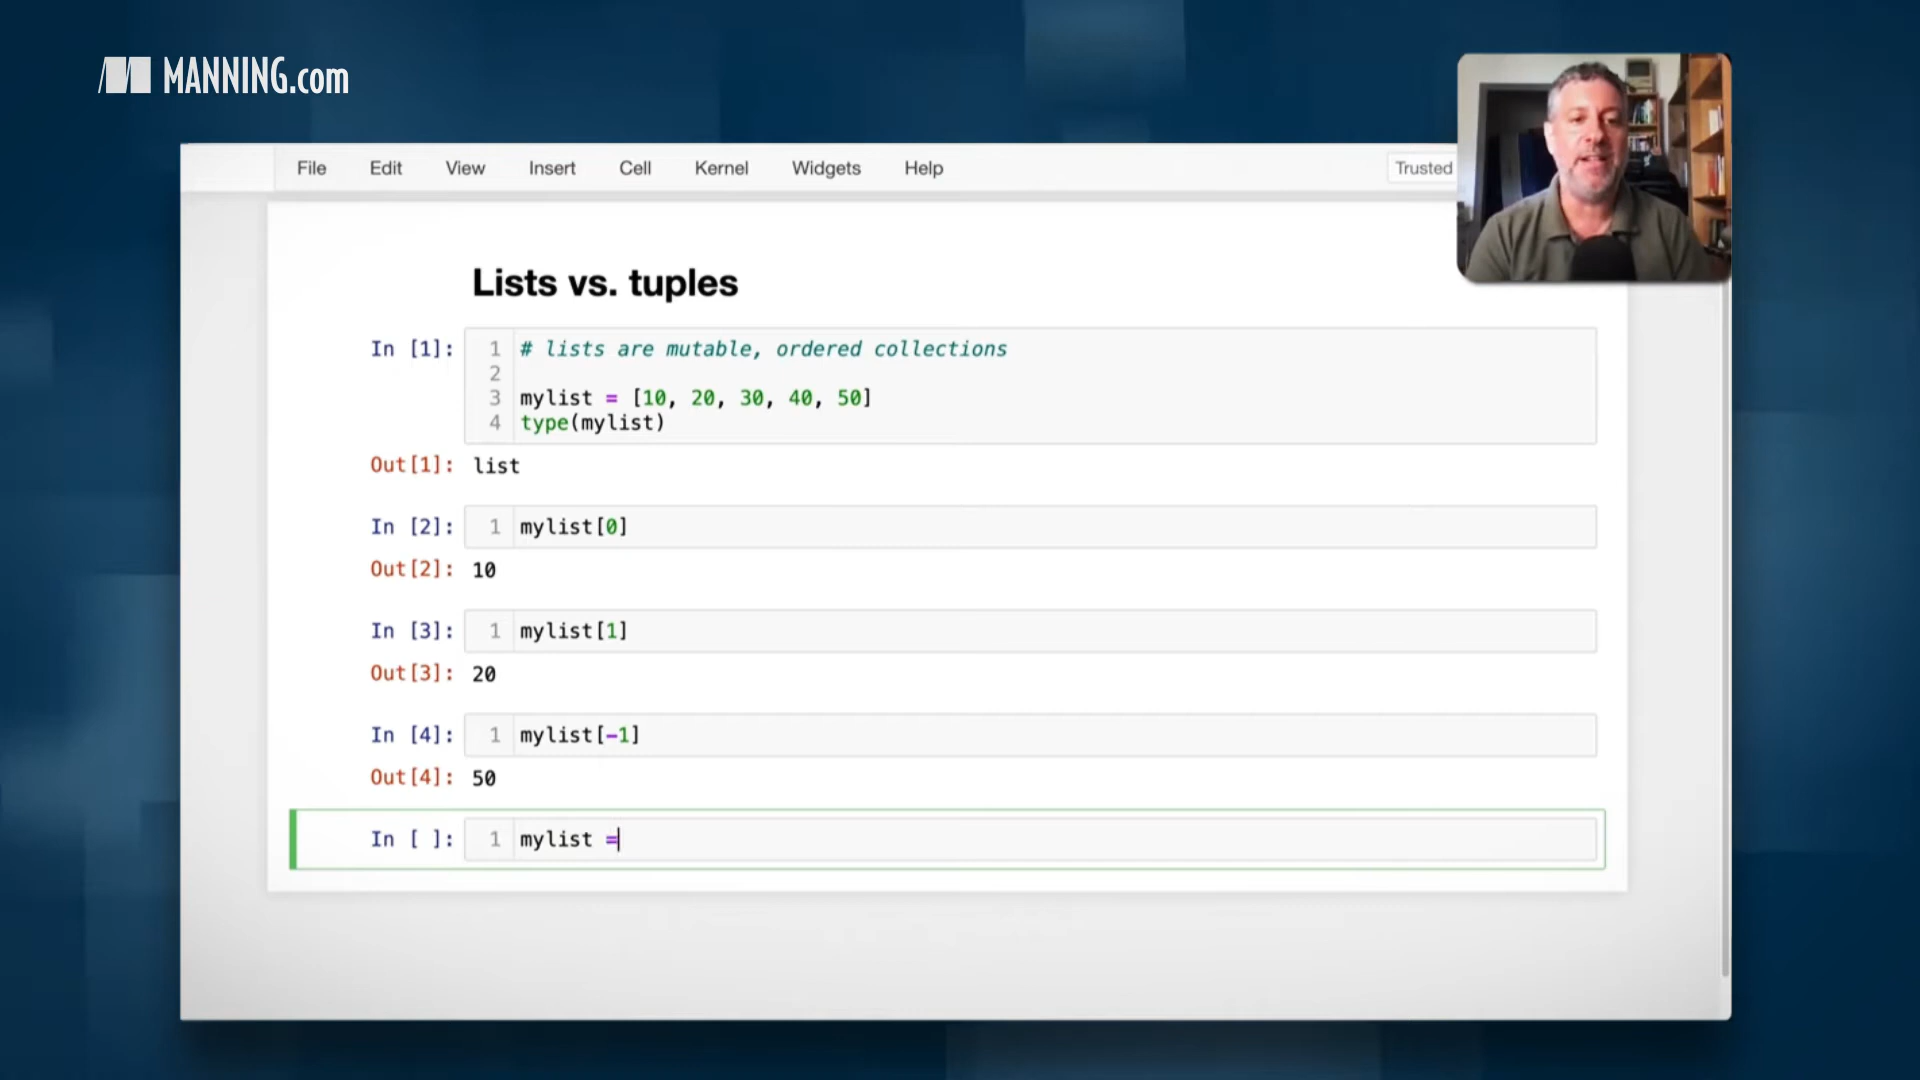 MANNING.com
File Edit View Insert Cell Kernel Widgets Help Trusted
Lists vs. tuples
In [1]: 1 # lists are mutable, ordered collections
2
3 mylist = [10, 20, 30, 40, 50]
4 type(mylist)
Out[1]: list
In [2]: 1 mylist[0]
Out[2]: 10
In [3]: 1 mylist[1]
Out[3]: 20
In [4]: 1 mylist[-1]
Out[4]: 50
In [ ]: 1 mylist =